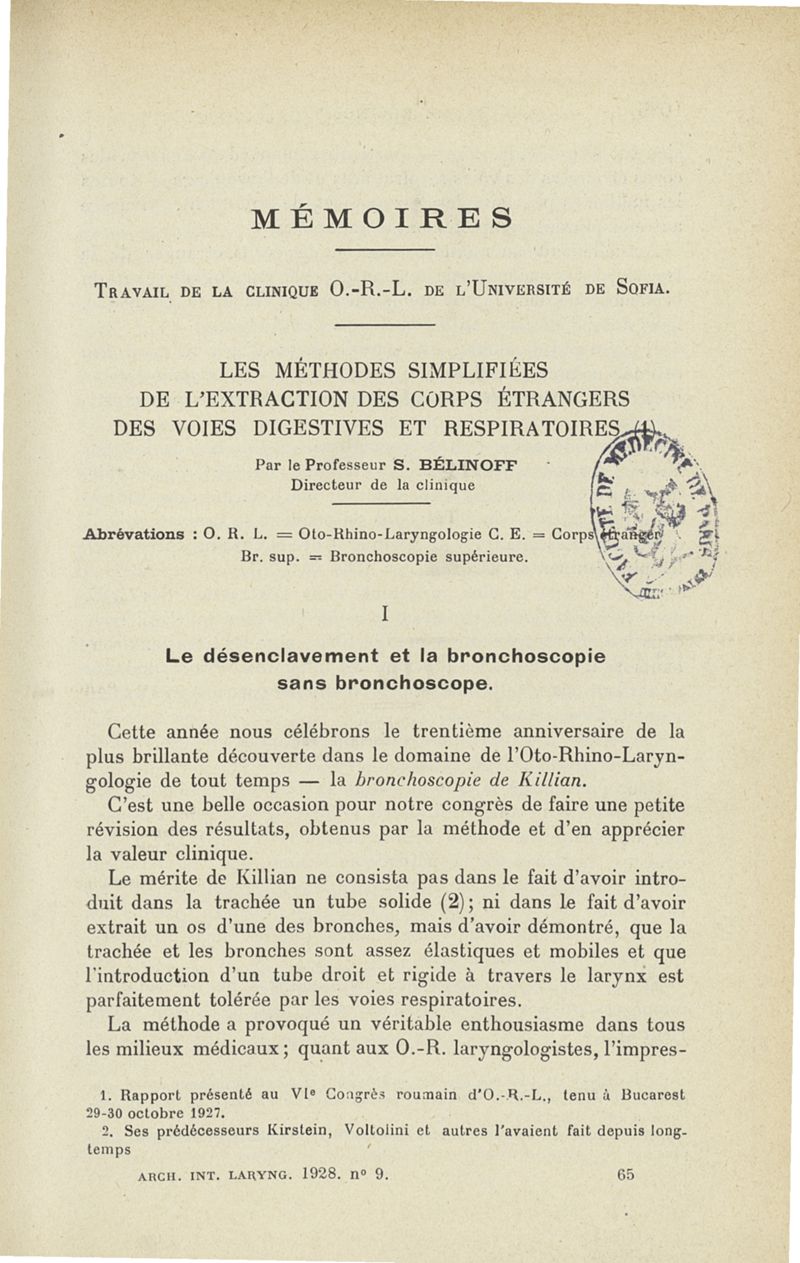 MÉMOIRES
TRAVAIL DE LA CLINIQUE O.-R.-L. DE L'UNIVERSITÉ DE SOFIA.
LES MÉTHODES SIMPLIFIÉES
DE L'EXTRACTION DES CORPS ÉTRANGERS
DES VOIES DIGESTIVES ET RESPIRATOIRES (1).
Par le Professeur S. BÉLINOFF
Directeur de la clinique
Abrévations : O. R. L. = Oto-Rhino-Laryngologie C. E. = Corps étranger
Br. sup. = Bronchoscopie supérieure.
I
Le désenclavement et la bronchoscopie
sans bronchoscope.
Cette année nous célébrons le trentième anniversaire de la
plus brillante découverte dans le domaine de l'Oto-Rhino-Laryn-
gologie de tout temps — la bronchoscopie de Killian.
C'est une belle occasion pour notre congrès de faire une petite
révision des résultats, obtenus par la méthode et d'en apprécier
la valeur clinique.
Le mérite de Killian ne consista pas dans le fait d'avoir intro-
duit dans la trachée un tube solide (2) ; ni dans le fait d'avoir
extrait un os d'une des bronches, mais d'avoir démontré, que la
trachée et les bronches sont assez élastiques et mobiles et que
l'introduction d'un tube droit et rigide à travers le larynx est
parfaitement tolérée par les voies respiratoires.
La méthode a provoqué un véritable enthousiasme dans tous
les milieux médicaux ; quant aux O.-R. laryngologistes, l'impres-
1. Rapport présenté au VIe Congrès roumain d'O.-R.-L., tenu à Bucarest
29-30 octobre 1927.
2. Ses prédécesseurs Kirstein, Voltolini et autres l'avaient fait depuis long-
temps
ARCH. INT. LARYNG. 1928. nº 9.
65